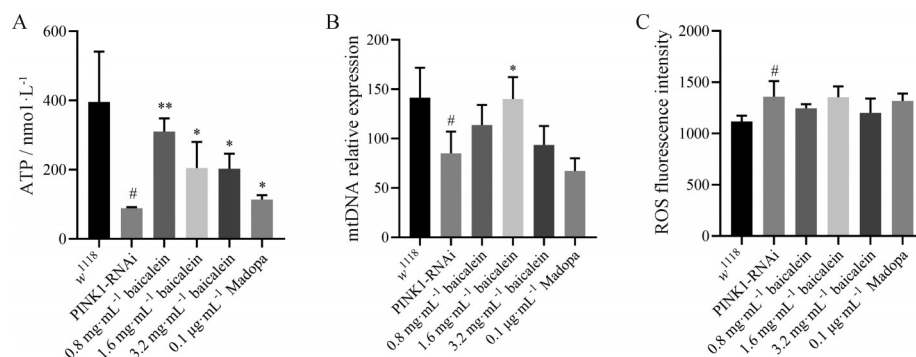 A
ATP / nmol·L⁻¹
600
400
200
0
#
**
*
*
*
w¹¹¹⁸
PINK1-RNAi
0.8 mg·mL⁻¹ baicalein
1.6 mg·mL⁻¹ baicalein
3.2 mg·mL⁻¹ baicalein
0.1 μg·mL⁻¹ Madopa
B
mtDNA relative expression
200
150
100
50
0
#
*
w¹¹¹⁸
PINK1-RNAi
0.8 mg·mL⁻¹ baicalein
1.6 mg·mL⁻¹ baicalein
3.2 mg·mL⁻¹ baicalein
0.1 μg·mL⁻¹ Madopa
C
ROS fluorescence intensity
2000
1500
1000
500
0
#
w¹¹¹⁸
PINK1-RNAi
0.8 mg·mL⁻¹ baicalein
1.6 mg·mL⁻¹ baicalein
3.2 mg·mL⁻¹ baicalein
0.1 μg·mL⁻¹ Madopa